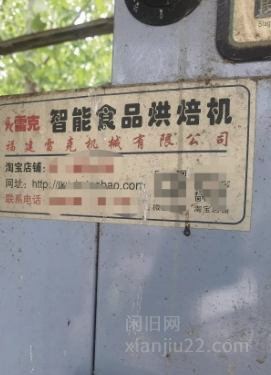 雷克 智能食品烘焙机
福建雷克机械有限公司
淘宝店铺：
网址：http://
bao.com
联系电话
淘宝店铺
闲旧网
xianjiu22.com